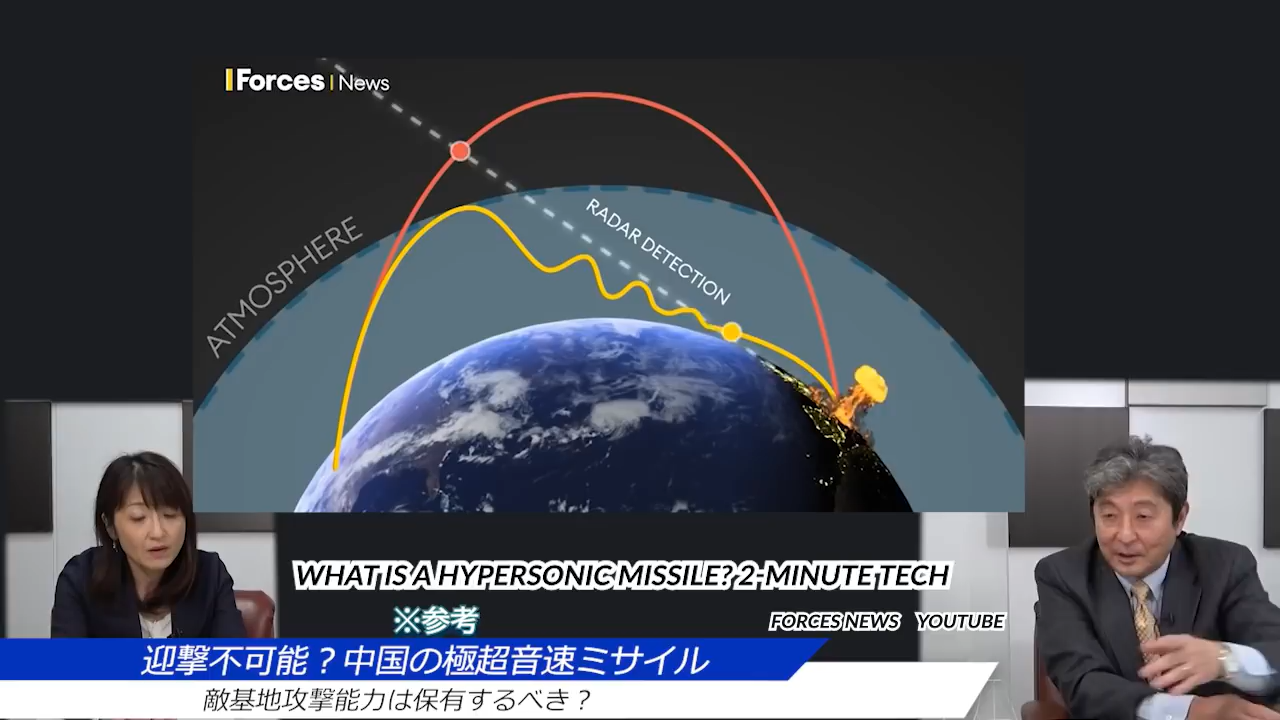 Forces News
ATMOSPHERE
RADAR DETECTION
WHAT IS A HYPERSONIC MISSILE? 2-MINUTE TECH
※参考
FORCES NEWS YOUTUBE
迎撃不可能？中国の極超音速ミサイル
敵基地攻撃能力は保有するべき？